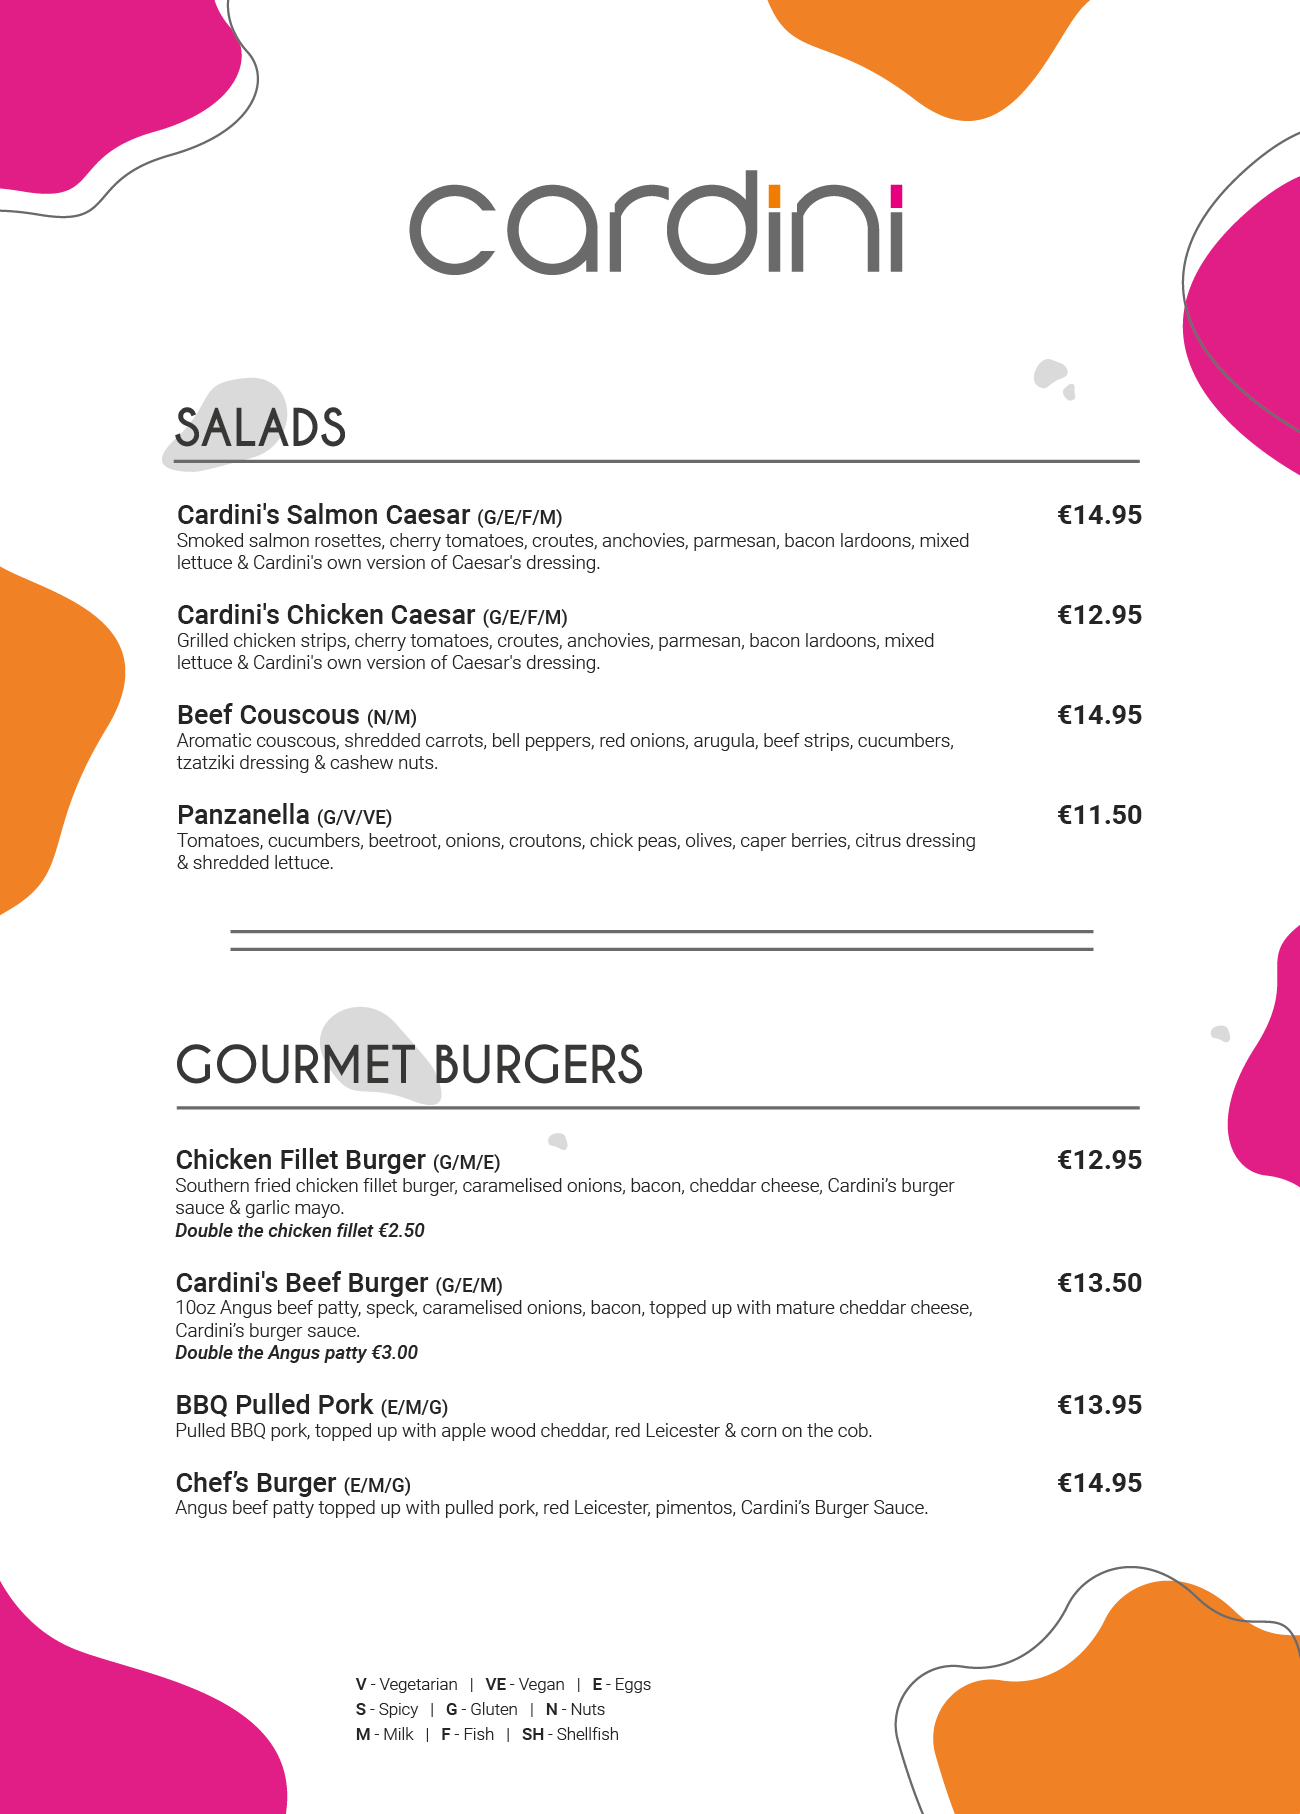 cardini
SALADS
Cardini's Salmon Caesar (G/E/F/M) €14.95
Smoked salmon rosettes, cherry tomatoes, croutes, anchovies, parmesan, bacon lardoons, mixed
lettuce & Cardini's own version of Caesar's dressing.
Cardini's Chicken Caesar (G/E/F/M) €12.95
Grilled chicken strips, cherry tomatoes, croutes, anchovies, parmesan, bacon lardoons, mixed
lettuce & Cardini's own version of Caesar's dressing.
Beef Couscous (N/M) €14.95
Aromatic couscous, shredded carrots, bell peppers, red onions, arugula, beef strips, cucumbers,
tzatziki dressing & cashew nuts.
Panzanella (G/V/VE) €11.50
Tomatoes, cucumbers, beetroot, onions, croutons, chick peas, olives, caper berries, citrus dressing
& shredded lettuce.
GOURMET BURGERS
Chicken Fillet Burger (G/M/E) €12.95
Southern fried chicken fillet burger, caramelised onions, bacon, cheddar cheese, Cardini’s burger
sauce & garlic mayo.
Double the chicken fillet €2.50
Cardini's Beef Burger (G/E/M) €13.50
10oz Angus beef patty, speck, caramelised onions, bacon, topped up with mature cheddar cheese,
Cardini’s burger sauce.
Double the Angus patty €3.00
BBQ Pulled Pork (E/M/G) €13.95
Pulled BBQ pork, topped up with apple wood cheddar, red Leicester & corn on the cob.
Chef’s Burger (E/M/G) €14.95
Angus beef patty topped up with pulled pork, red Leicester, pimentos, Cardini’s Burger Sauce.
V - Vegetarian | VE - Vegan | E - Eggs
S - Spicy | G - Gluten | N - Nuts
M - Milk | F - Fish | SH - Shellfish